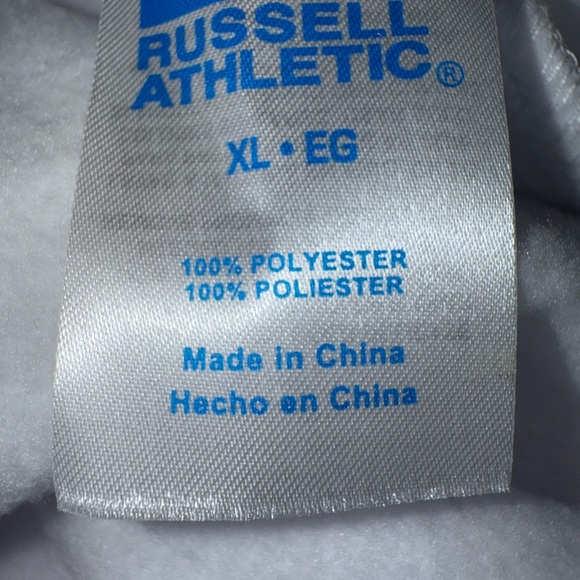 RUSSELL
ATHLETIC®
XL • EG
100% POLYESTER
100% POLIESTER
Made in China
Hecho en China